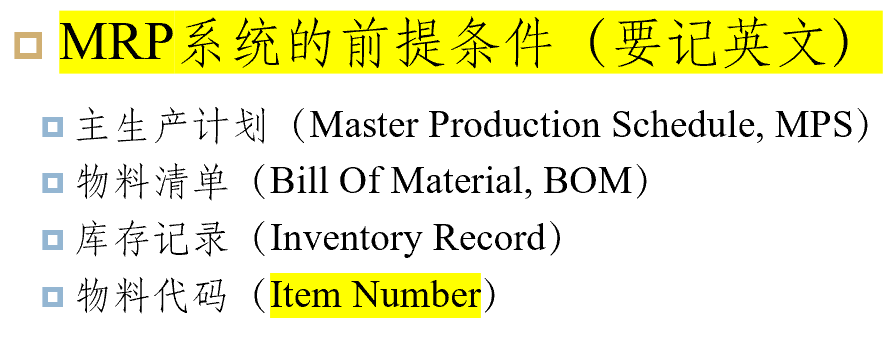 MRP系统的前提条件（要记英文）
主生产计划（Master Production Schedule, MPS）
物料清单（Bill Of Material, BOM）
库存记录（Inventory Record）
物料代码（Item Number）